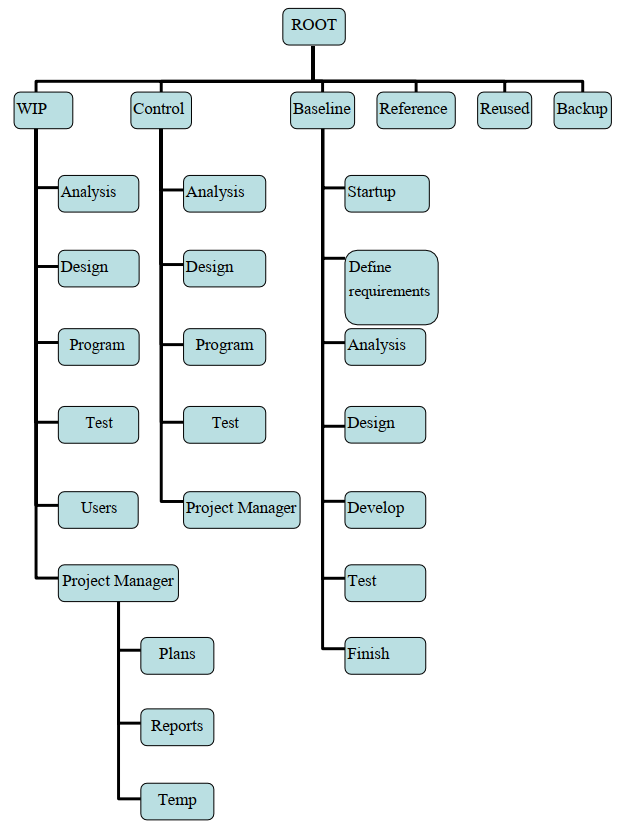 ROOT
WIP
Control
Baseline
Reference
Reused
Backup
Analysis
Analysis
Startup
Design
Design
Define
requirements
Program
Program
Analysis
Test
Test
Design
Users
Project Manager
Develop
Project Manager
Test
Plans
Finish
Reports
Temp